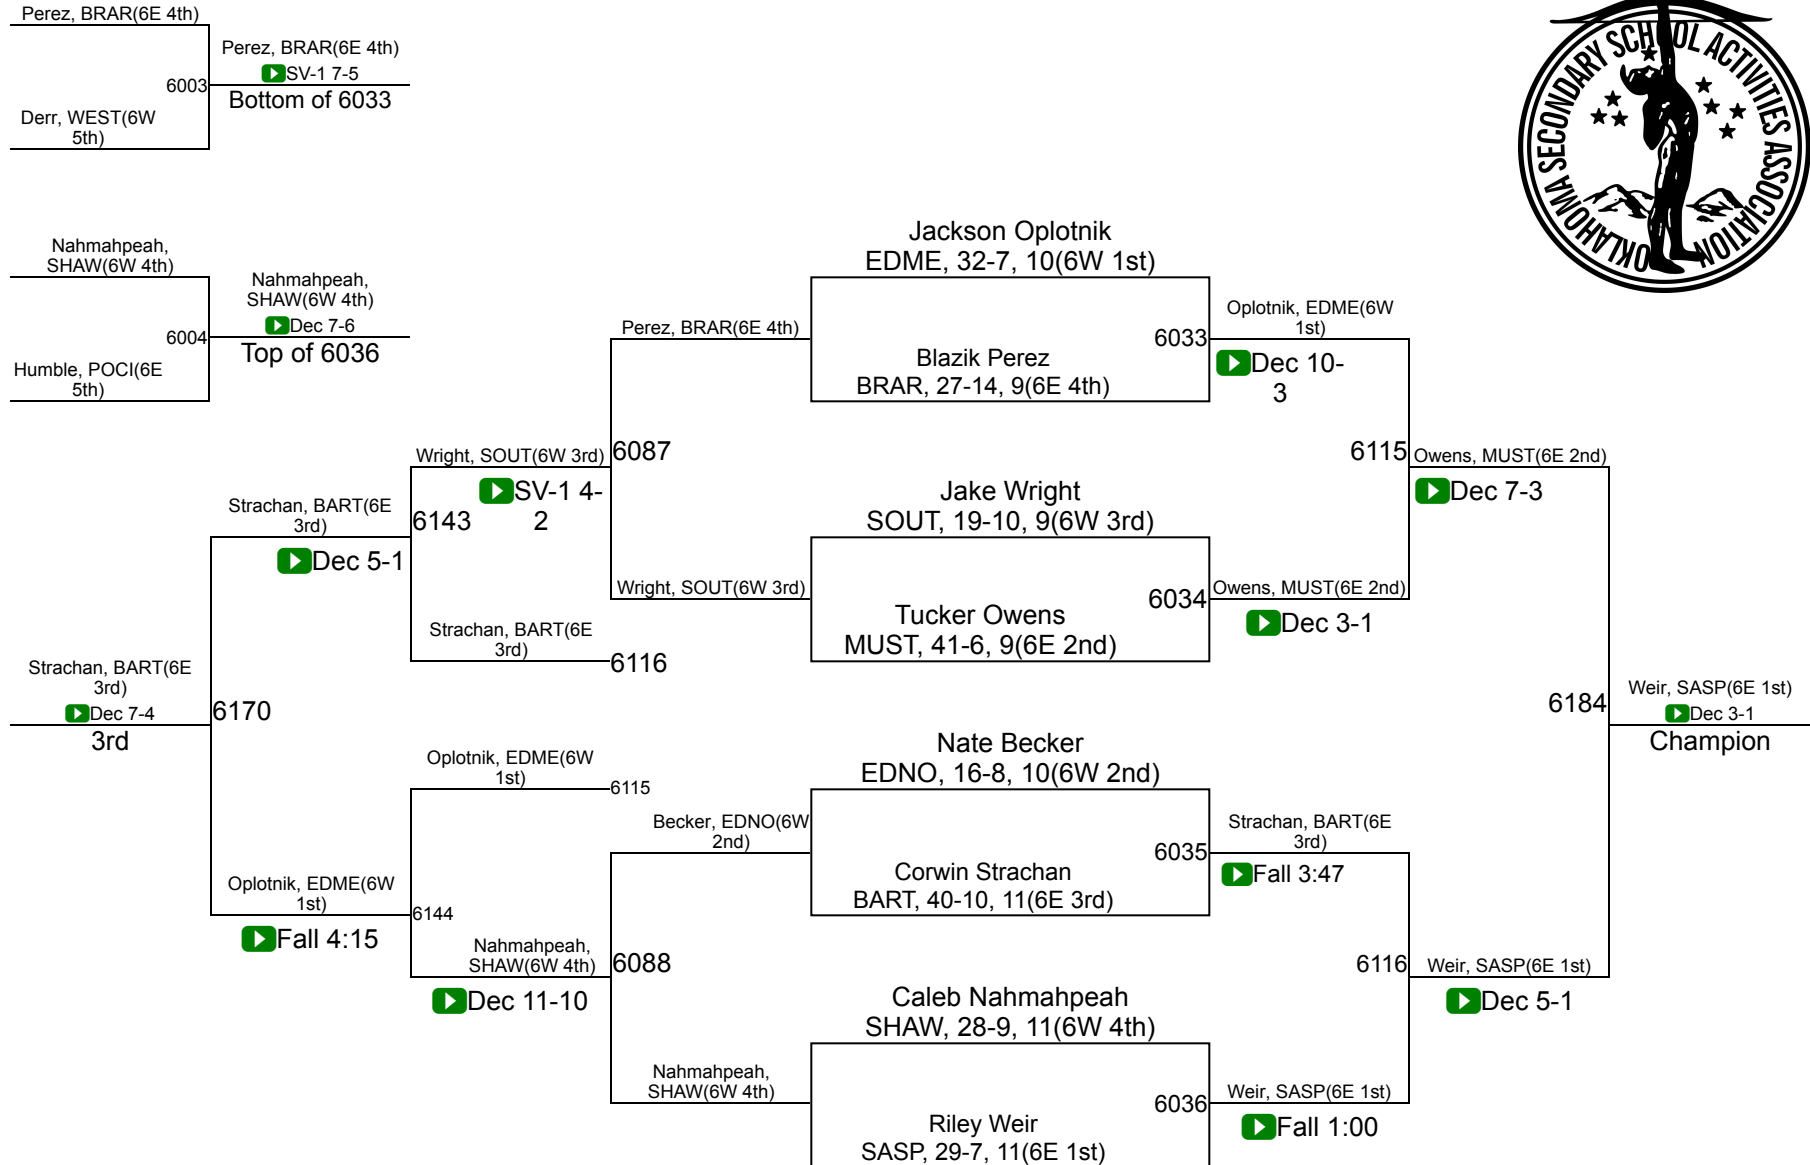 Perez, BRAR(6E 4th)
6003
Derr, WEST(6W
5th)
Perez, BRAR(6E 4th)
SV-1 7-5
Bottom of 6033
OKLAHOMA SECONDARY SCHOOL ACTIVITIES ASSOCIATION
Nahmahpeah,
SHAW(6W 4th)
6004
Humble, POCI(6E
5th)
Nahmahpeah,
SHAW(6W 4th)
Dec 7-6
Top of 6036
Jackson Oplotnik
EDME, 32-7, 10(6W 1st)
6033
Blazik Perez
BRAR, 27-14, 9(6E 4th)
Perez, BRAR(6E 4th)
Oplotnik, EDME(6W
1st)
Dec 10-
3
6087
Wright, SOUT(6W 3rd)
SV-1 4-
2
6115
Owens, MUST(6E 2nd)
Dec 7-3
Jake Wright
SOUT, 19-10, 9(6W 3rd)
6034
Tucker Owens
MUST, 41-6, 9(6E 2nd)
Wright, SOUT(6W 3rd)
Owens, MUST(6E 2nd)
Dec 3-1
Strachan, BART(6E
3rd)
6143
Dec 5-1
Strachan, BART(6E
3rd)
6116
Strachan, BART(6E
3rd)
Dec 7-4
3rd
6170
6184
Weir, SASP(6E 1st)
Dec 3-1
Champion
Oplotnik, EDME(6W
1st)
6115
Nate Becker
EDNO, 16-8, 10(6W 2nd)
6035
Corwin Strachan
BART, 40-10, 11(6E 3rd)
Becker, EDNO(6W
2nd)
Strachan, BART(6E
3rd)
Fall 3:47
Oplotnik, EDME(6W
1st)
6144
Fall 4:15
Nahmahpeah,
SHAW(6W 4th)
6088
Dec 11-10
6116
Weir, SASP(6E 1st)
Dec 5-1
Caleb Nahmahpeah
SHAW, 28-9, 11(6W 4th)
6036
Riley Weir
SASP, 29-7, 11(6E 1st)
Nahmahpeah,
SHAW(6W 4th)
Weir, SASP(6E 1st)
Fall 1:00